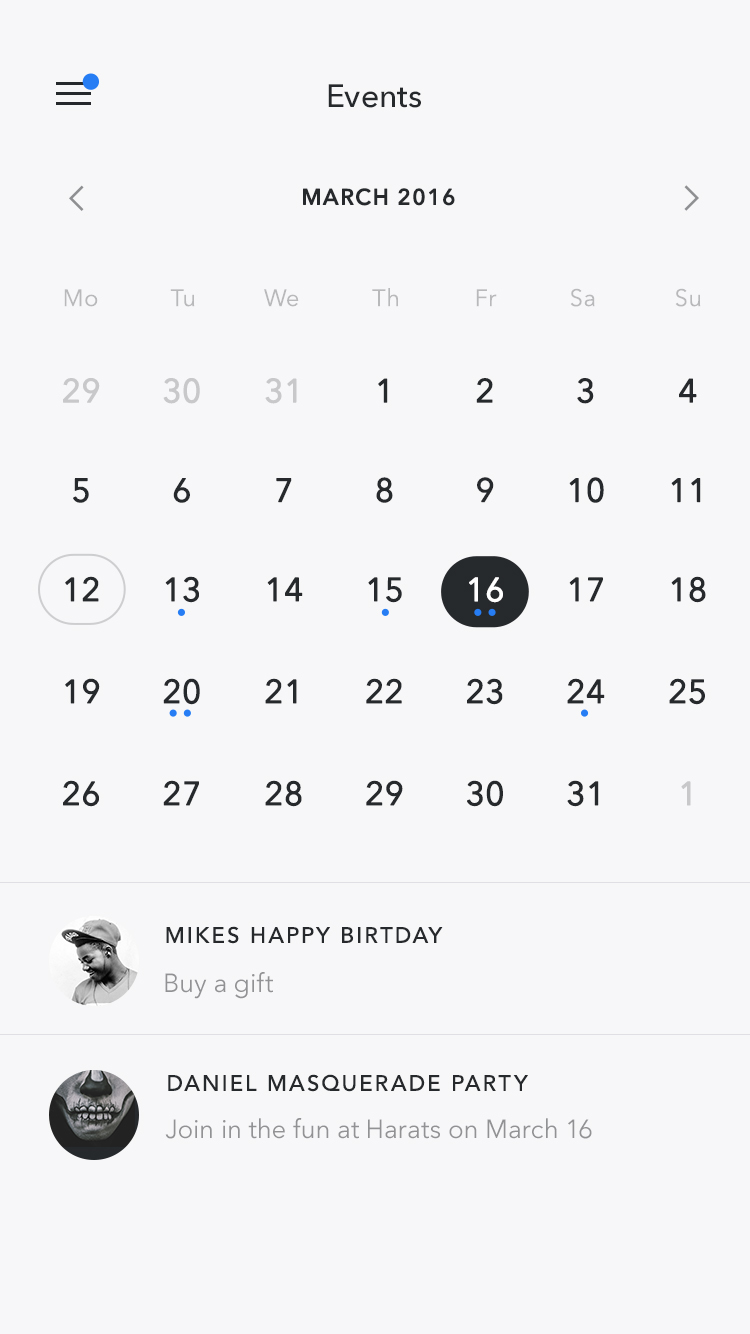 Events
MARCH 2016
Mo Tu We Th Fr Sa Su
29 30 31 1 2 3 4
5 6 7 8 9 10 11
12 13 14 15 16 17 18
19 20 21 22 23 24 25
26 27 28 29 30 31 1
MIKES HAPPY BIRTDAY
Buy a gift
DANIEL MASQUERADE PARTY
Join in the fun at Harats on March 16